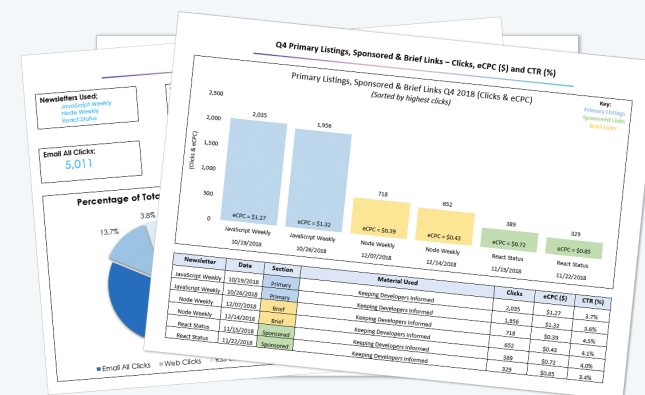 Q4 Primary Listings, Sponsored & Brief Links – Clicks, eCPC ($) and CTR (%)
Primary Listings, Sponsored & Brief Links Q4 2018 (Clicks & eCPC)
(Sorted by highest clicks)
Key:
Primary Listings
Sponsored Links
Brief Links
(Clicks & eCPC)
2,500
2,000
1,500
1,000
500
0
2,035
1,956
718
652
389
329
eCPC = $1.27
eCPC = $1.32
eCPC = $0.39
eCPC = $0.43
eCPC = $0.72
eCPC = $0.85
JavaScript Weekly
10/19/2018
JavaScript Weekly
10/26/2018
Node Weekly
12/07/2018
Node Weekly
12/14/2018
React Status
11/15/2018
React Status
11/22/2018
Newsletter Date Section Material Used Clicks eCPC ($) CTR (%)
JavaScript Weekly 10/19/2018 Primary Keeping Developers Informed 2,035 $1.27 3.7%
JavaScript Weekly 10/26/2018 Primary Keeping Developers Informed 1,956 $1.32 3.6%
Node Weekly 12/07/2018 Brief Keeping Developers Informed 718 $0.39 4.5%
Node Weekly 12/14/2018 Brief Keeping Developers Informed 652 $0.43 4.1%
React Status 11/15/2018 Sponsored Keeping Developers Informed 389 $0.72 4.0%
React Status 11/22/2018 Sponsored Keeping Developers Informed 329 $0.85 3.4%
Newsletters Used;
JavaScript Weekly
Node Weekly
React Status
Email All Clicks;
5,011
Percentage of
3.8%
13.7%
Email All Clicks
Web Clicks